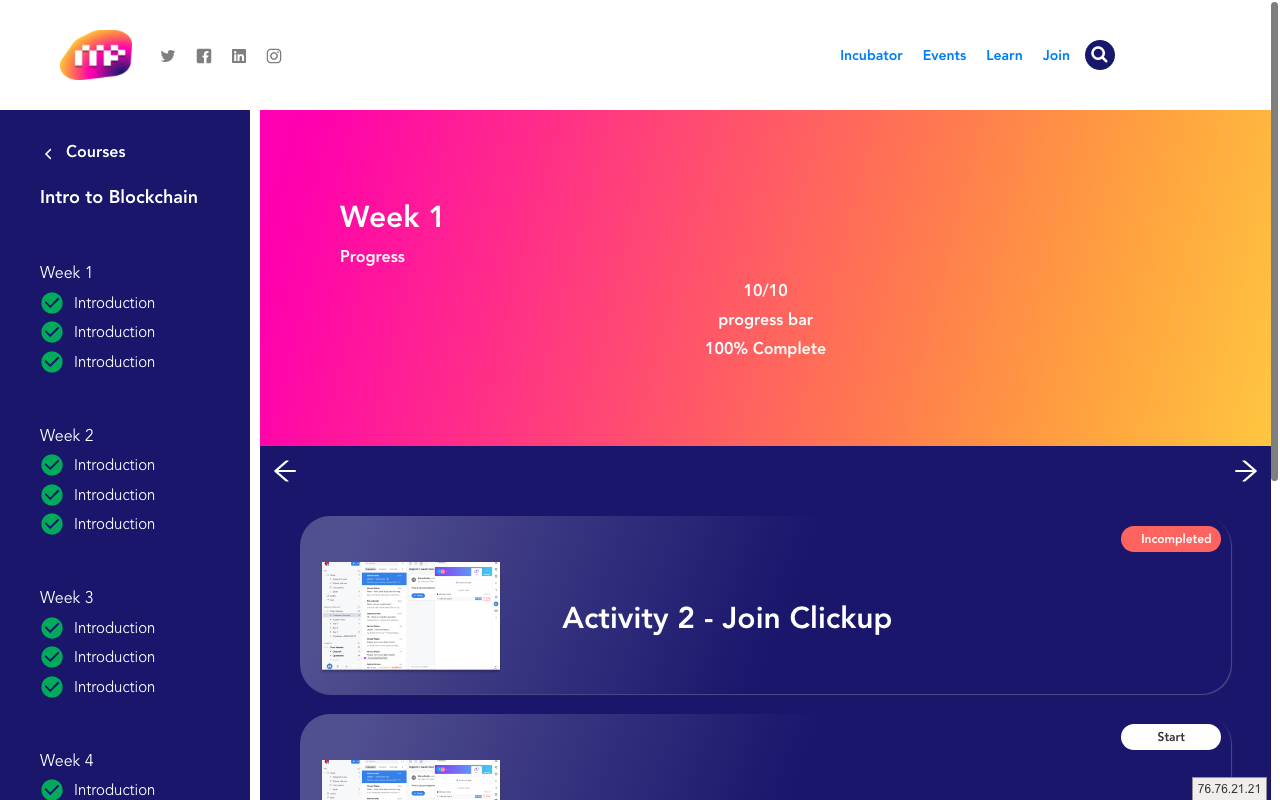 Incubator Events Learn Join
Courses
Intro to Blockchain
Week 1
Introduction
Introduction
Introduction
Week 2
Introduction
Introduction
Introduction
Week 3
Introduction
Introduction
Introduction
Week 4
Introduction
Week 1
Progress
10/10
progress bar
100% Complete
Incompleted
Activity 2 - Join Clickup
Start
76.76.21.21